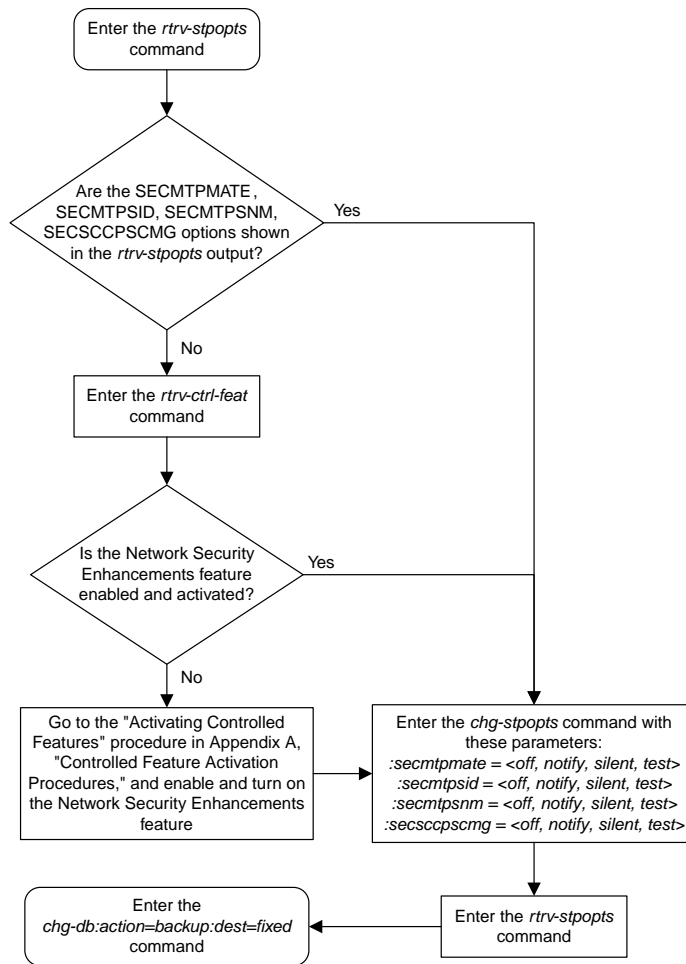 Enter the rtrv-stpopts
command
Are the SECMTPMATE,
SECMTPSID, SECMTPSNM,
SECSCCPSCMG options shown
in the rtrv-stpopts output?
Yes
No
Enter the rtrv-ctrl-feat
command
Is the Network Security
Enhancements feature
enabled and activated?
Yes
No
Go to the "Activating Controlled
Features" procedure in Appendix A,
"Controlled Feature Activation
Procedures," and enable and turn on
the Network Security Enhancements
feature
Enter the chg-stpopts command with
these parameters:
:secmtpmate = <off, notify, silent, test>
:secmtpsid = <off, notify, silent, test>
:secmtpsnm = <off, notify, silent, test>
:secsccpscmg = <off, notify, silent, test>
Enter the rtrv-stpopts
command
Enter the
chg-db:action=backup:dest=fixed
command